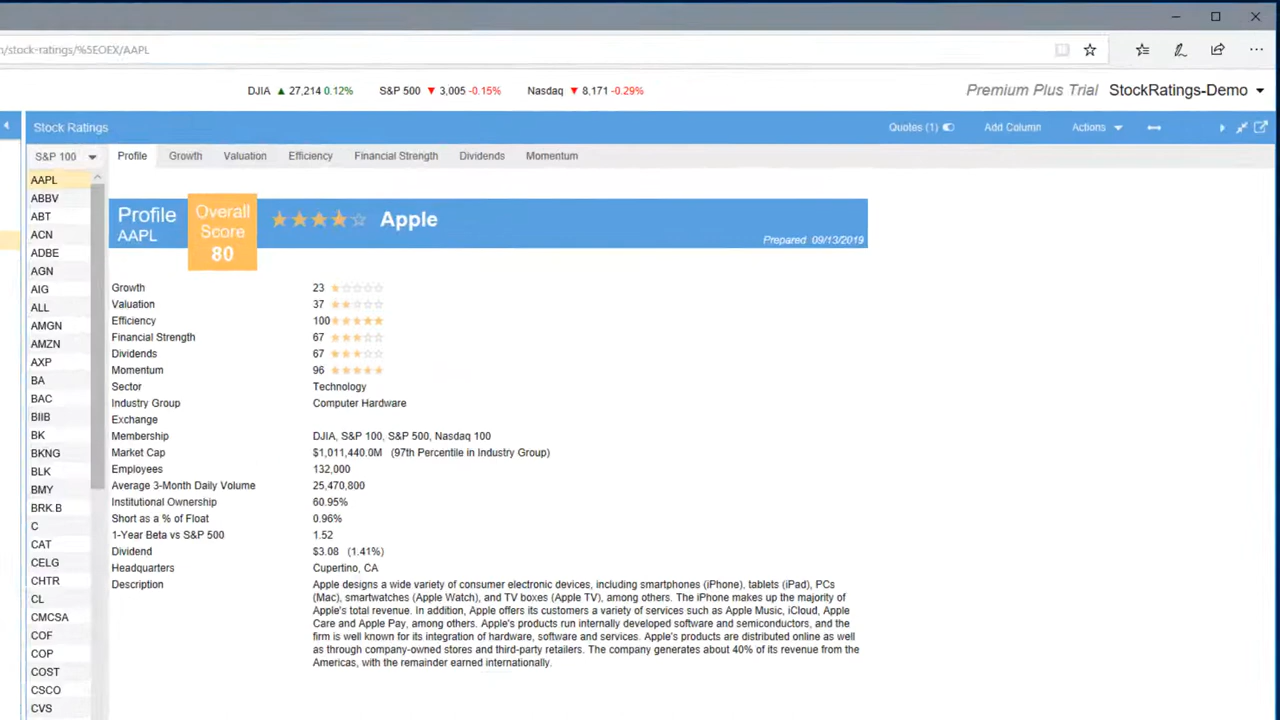 n/stock-ratings/%5EOEX/AAPL
DJIA ▲ 27,214 0.12% S&P 500 ▼ 3,005 -0.15% Nasdaq ▼ 8,171 -0.29% Premium Plus Trial StockRatings-Demo
Stock Ratings Quotes (1) Add Column Actions
S&P 100 Profile Growth Valuation Efficiency Financial Strength Dividends Momentum
AAPL
ABBV
ABT
ACN
ADBE
AGN
AIG
ALL
AMGN
AMZN
AXP
BA
BAC
BIIB
BK
BKNG
BLK
BMY
BRK.B
C
CAT
CELG
CHTR
CL
CMCSA
COF
COP
COST
CSCO
CVS
Profile
AAPL
Overall
Score
80
Apple
Prepared 09/13/2019
Growth 23
Valuation 37
Efficiency 100
Financial Strength 67
Dividends 67
Momentum 96
Sector Technology
Industry Group Computer Hardware
Exchange
Membership DJIA, S&P 100, S&P 500, Nasdaq 100
Market Cap $1,011,440.0M (97th Percentile in Industry Group)
Employees 132,000
Average 3-Month Daily Volume 25,470,800
Institutional Ownership 60.95%
Short as a % of Float 0.96%
1-Year Beta vs S&P 500 1.52
Dividend $3.08 (1.41%)
Headquarters Cupertino, CA
Description Apple designs a wide variety of consumer electronic devices, including smartphones (iPhone), tablets (iPad), PCs
(Mac), smartwatches (Apple Watch), and TV boxes (Apple TV), among others. The iPhone makes up the majority of
Apple's total revenue. In addition, Apple offers its customers a variety of services such as Apple Music, iCloud, Apple
Care and Apple Pay, among others. Apple's products run internally developed software and semiconductors, and the
firm is well known for its integration of hardware, software and services. Apple's products are distributed online as well
as through company-owned stores and third-party retailers. The company generates about 40% of its revenue from the
Americas, with the remainder earned internationally.